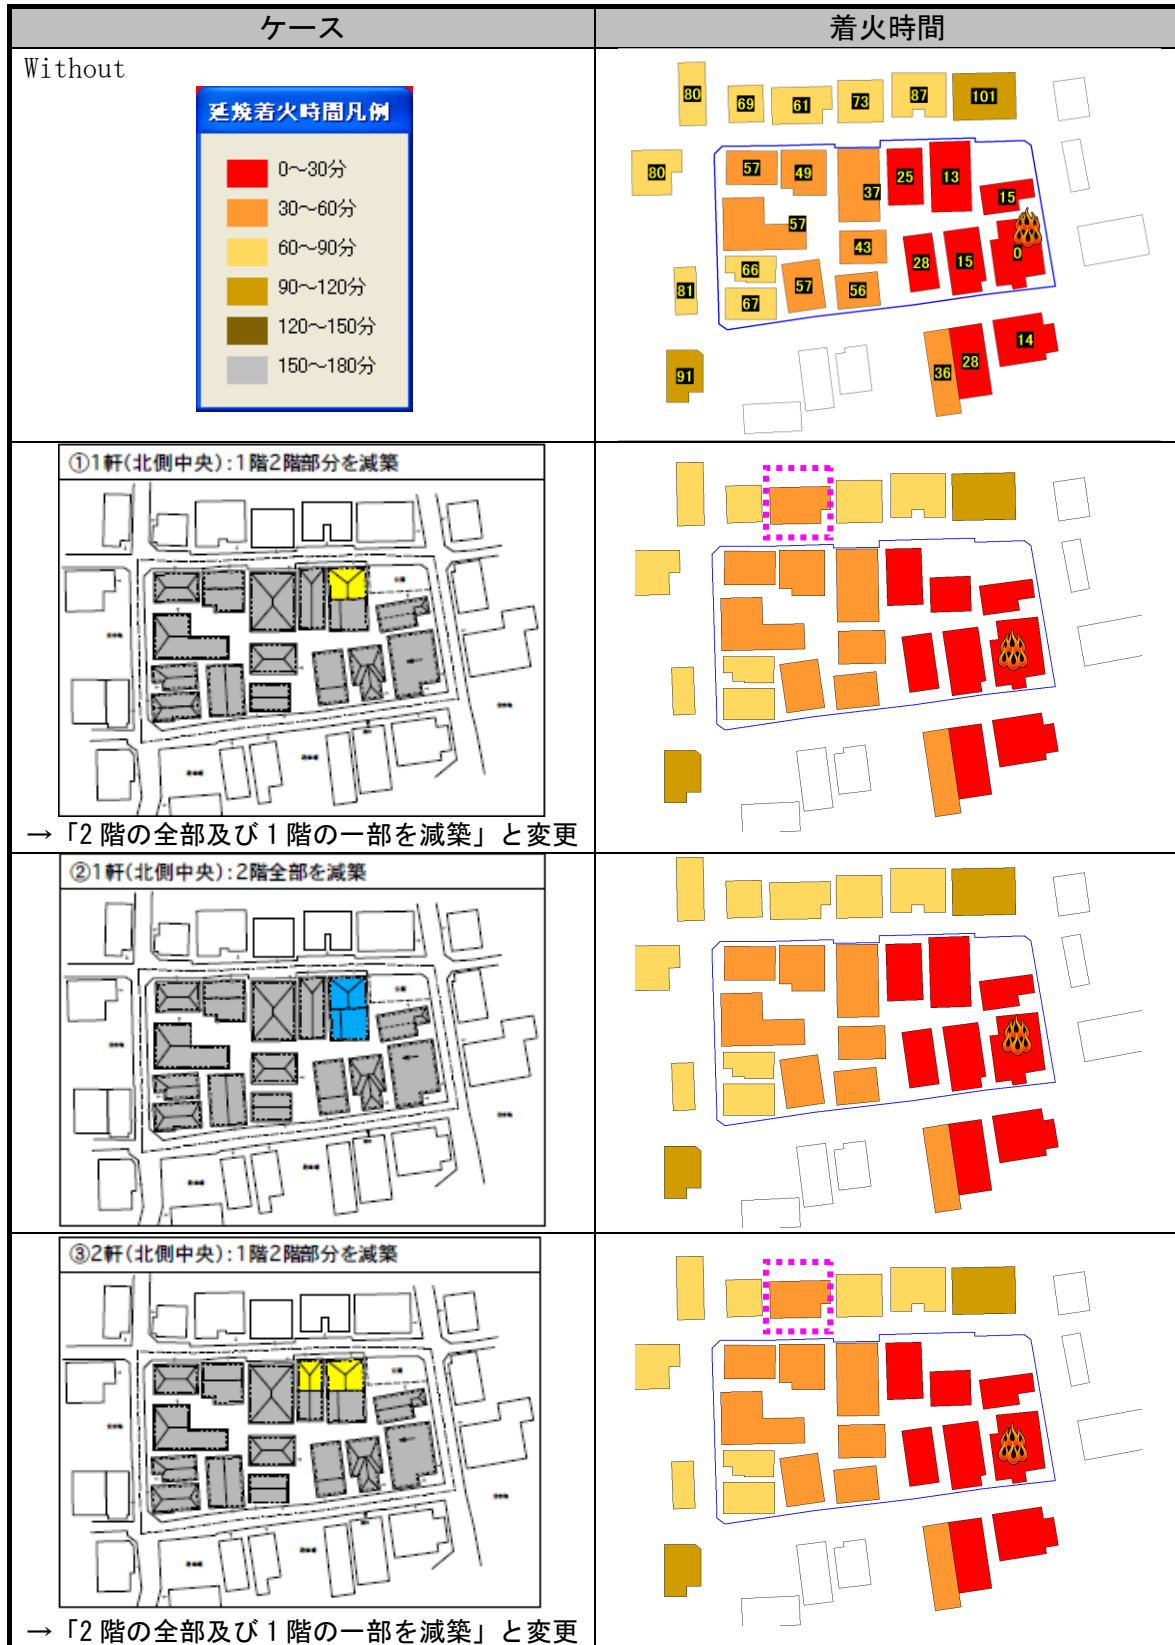 ケース
着火時間
Without
延焼着火時間凡例
0～30分
30～60分
60～90分
90～120分
120～150分
150～180分
80
69
61
73
87
101
80
57
49
37
25
13
15
57
43
28
15
0
81
66
67
57
56
91
36
28
14
①1軒(北側中央):1階2階部分を減築
→「2階の全部及び1階の一部を減築」と変更
②1軒(北側中央):2階全部を減築
③2軒(北側中央):1階2階部分を減築
→「2階の全部及び1階の一部を減築」と変更